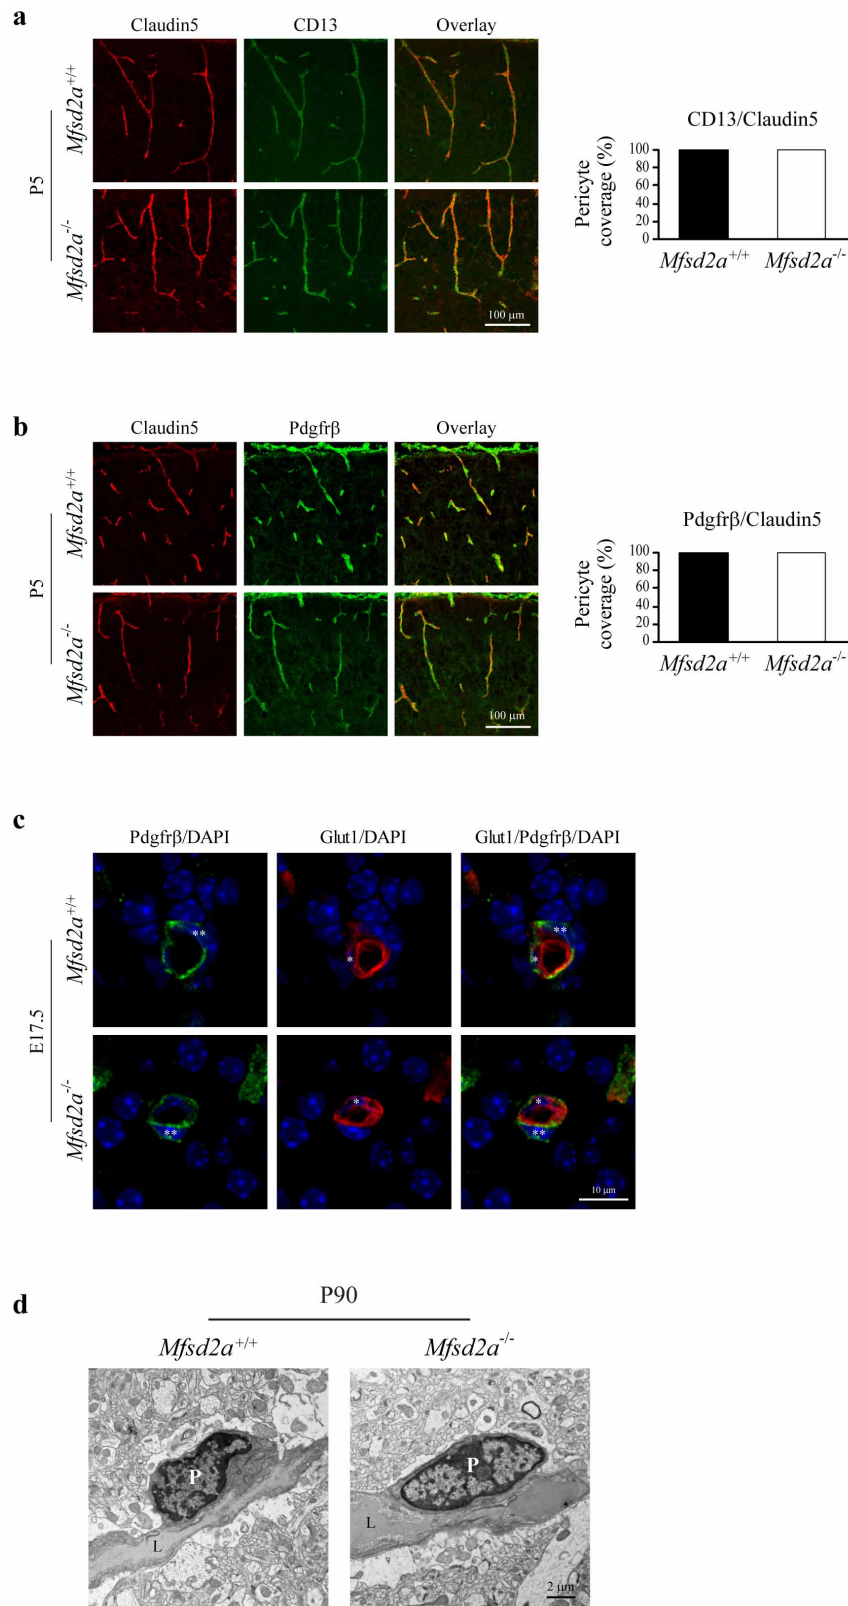 a
Claudin5 CD13 Overlay
P5
Mfsd2a+/+
Mfsd2a-/-
100 μm
CD13/Claudin5
Pericyte
coverage (%)
100
80
60
40
20
0
Mfsd2a+/+ Mfsd2a-/-
b
Claudin5 Pdgfrβ Overlay
P5
Mfsd2a+/+
Mfsd2a-/-
100 μm
Pdgfrβ/Claudin5
Pericyte
coverage (%)
100
80
60
40
20
0
Mfsd2a+/+ Mfsd2a-/-
c
Pdgfrβ/DAPI Glut1/DAPI Glut1/Pdgfrβ/DAPI
E17.5
Mfsd2a+/+
** * ** *
Mfsd2a-/-
** * * **
10 μm
d
P90
Mfsd2a+/+ Mfsd2a-/-
P
L
P
L
2 μm